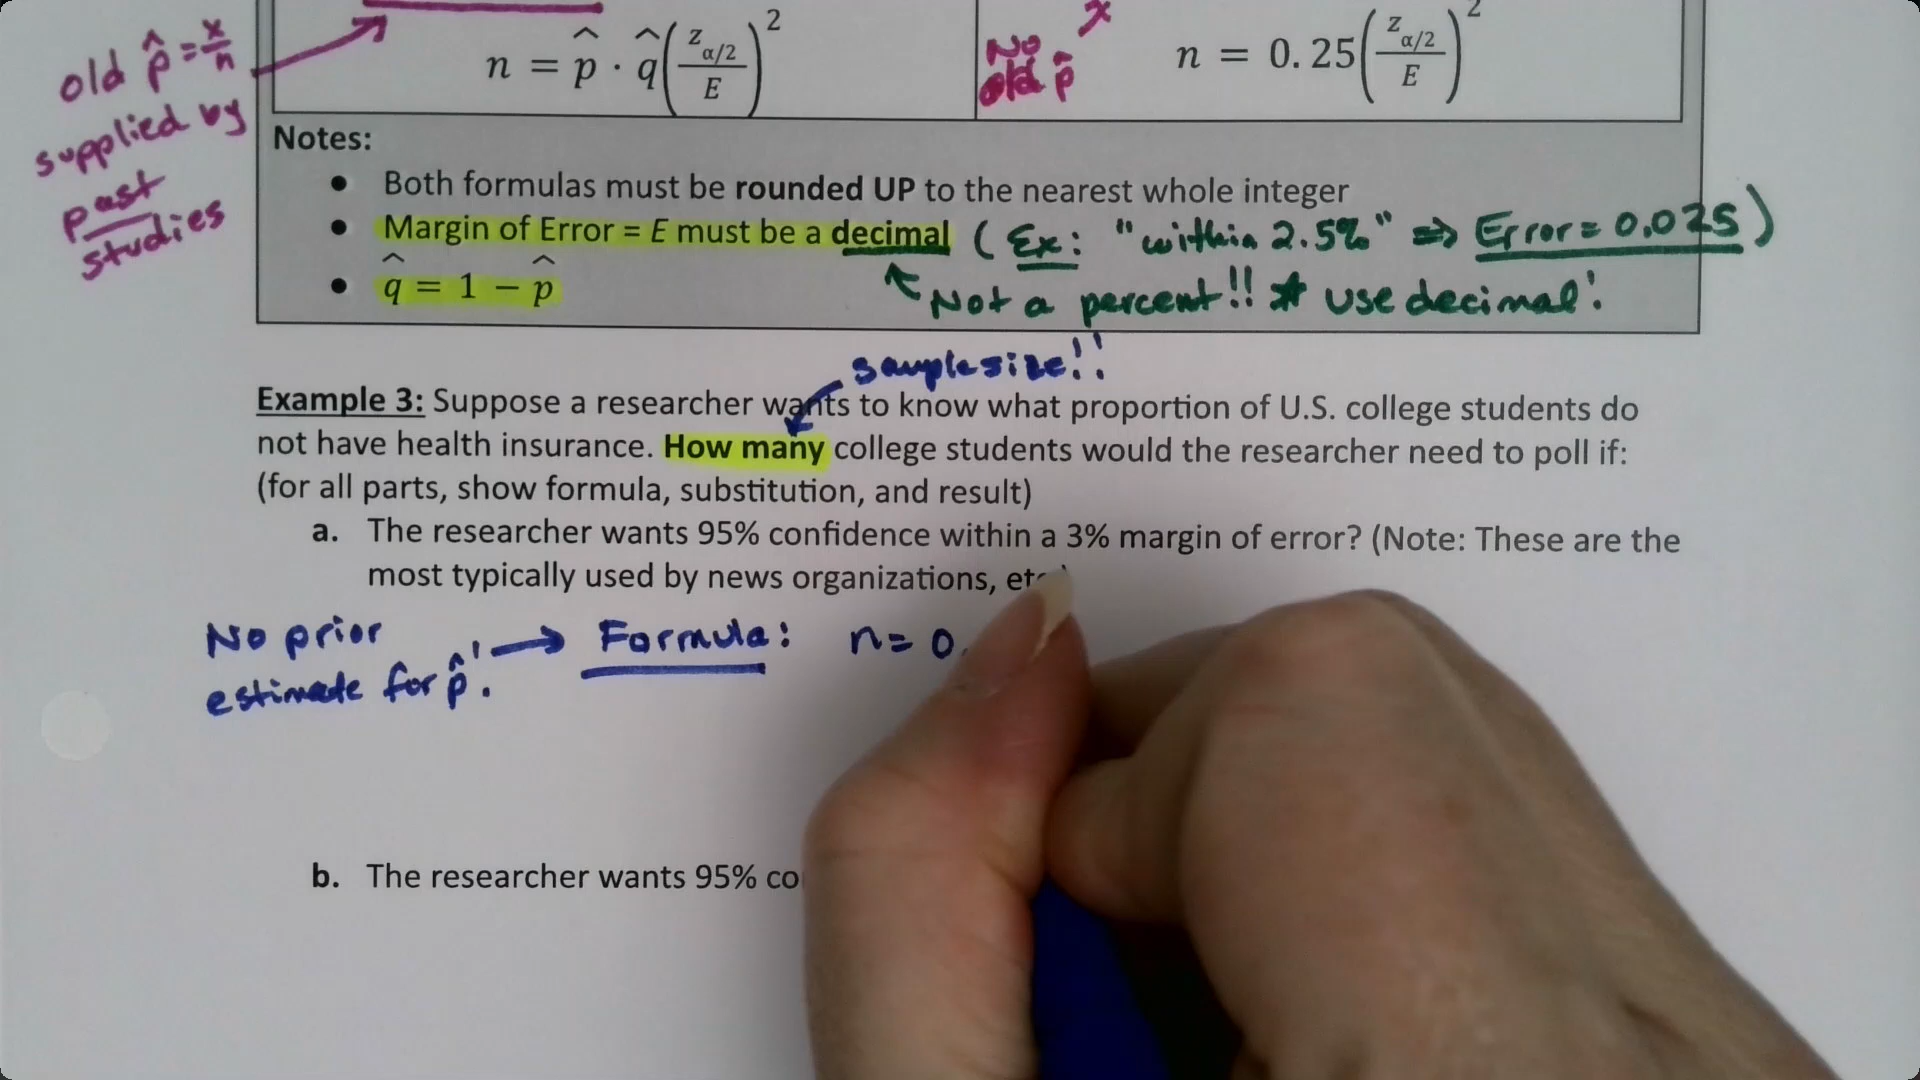 old p̂ = x/n
supplied by
past
studies
n = p̂ · q̂(z_α/2 / E)²
No
old p̂
n = 0.25(z_α/2 / E)²
Notes:
● Both formulas must be rounded UP to the nearest whole integer
● Margin of Error = E must be a decimal (Ex: "within 2.5%" ⇒ Error = 0.025)
● q̂ = 1 − p̂
Not a percent!! * use decimal!
sample size!!
Example 3: Suppose a researcher wants to know what proportion of U.S. college students do
not have health insurance. How many college students would the researcher need to poll if:
(for all parts, show formula, substitution, and result)
a. The researcher wants 95% confidence within a 3% margin of error? (Note: These are the
most typically used by news organizations,
No prior
estimate for p̂! → Formula: n = 0.
b. The researcher wants 95%